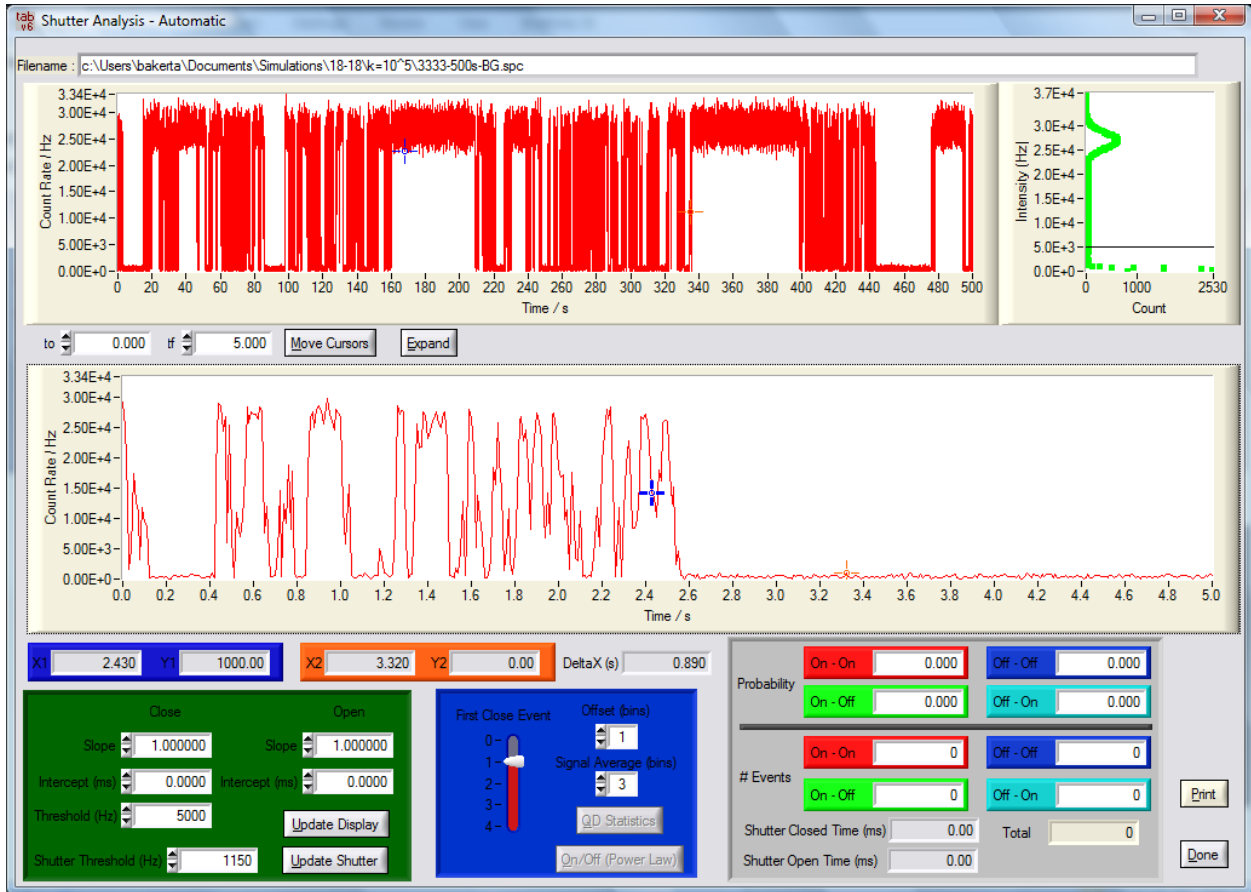 tab v6 Shutter Analysis - Automatic
Filename : c:\Users\bakerta\Documents\Simulations\18-18\k=10^5\3333-500s-BG.spc
Count Rate / Hz
3.34E+4
3.00E+4
2.50E+4
2.00E+4
1.50E+4
1.00E+4
5.00E+3
0.00E+0
0 20 40 60 80 100 120 140 160 180 200 220 240 260 280 300 320 340 360 380 400 420 440 460 480 500
Time / s
Intensity (Hz)
3.7E+4
3.0E+4
2.5E+4
2.0E+4
1.5E+4
1.0E+4
5.0E+3
0.0E+0
0 1000 2530
Count
to 0.000 tf 5.000 Move Cursors Expand
Count Rate / Hz
3.34E+4
3.00E+4
2.50E+4
2.00E+4
1.50E+4
1.00E+4
5.00E+3
0.00E+0
0.0 0.2 0.4 0.6 0.8 1.0 1.2 1.4 1.6 1.8 2.0 2.2 2.4 2.6 2.8 3.0 3.2 3.4 3.6 3.8 4.0 4.2 4.4 4.6 4.8 5.0
Time / s
X1 2.430 Y1 1000.00 X2 3.320 Y2 0.00 DeltaX (s) 0.890
Close Open
Slope 1.000000 Slope 1.000000
Intercept (ms) 0.0000 Intercept (ms) 0.0000
Threshold (Hz) 5000 Update Display
Shutter Threshold (Hz) 1150 Update Shutter
First Close Event
0
1
2
3
4
Offset (bins)
1
Signal Average (bins)
3
QD Statistics
On/Off (Power Law)
Probability
On - On 0.000 Off - Off 0.000
On - Off 0.000 Off - On 0.000
# Events
On - On 0 Off - Off 0
On - Off 0 Off - On 0
Shutter Closed Time (ms) 0.00 Total 0
Shutter Open Time (ms) 0.00
Print
Done